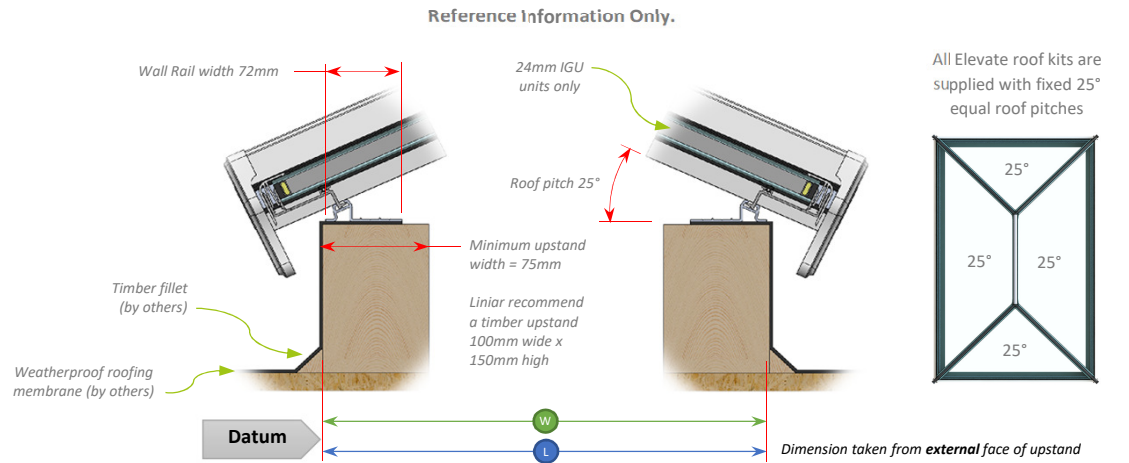 Reference Information Only.
Wall Rail width 72mm
24mm IGU
units only
All Elevate roof kits are
supplied with fixed 25°
equal roof pitches
Roof pitch 25°
25°
25°
25°
25°
Minimum upstand
width = 75mm
Liniar recommend
a timber upstand
100mm wide x
150mm high
Timber fillet
(by others)
Weatherproof roofing
membrane (by others)
Datum
W
L
Dimension taken from external face of upstand